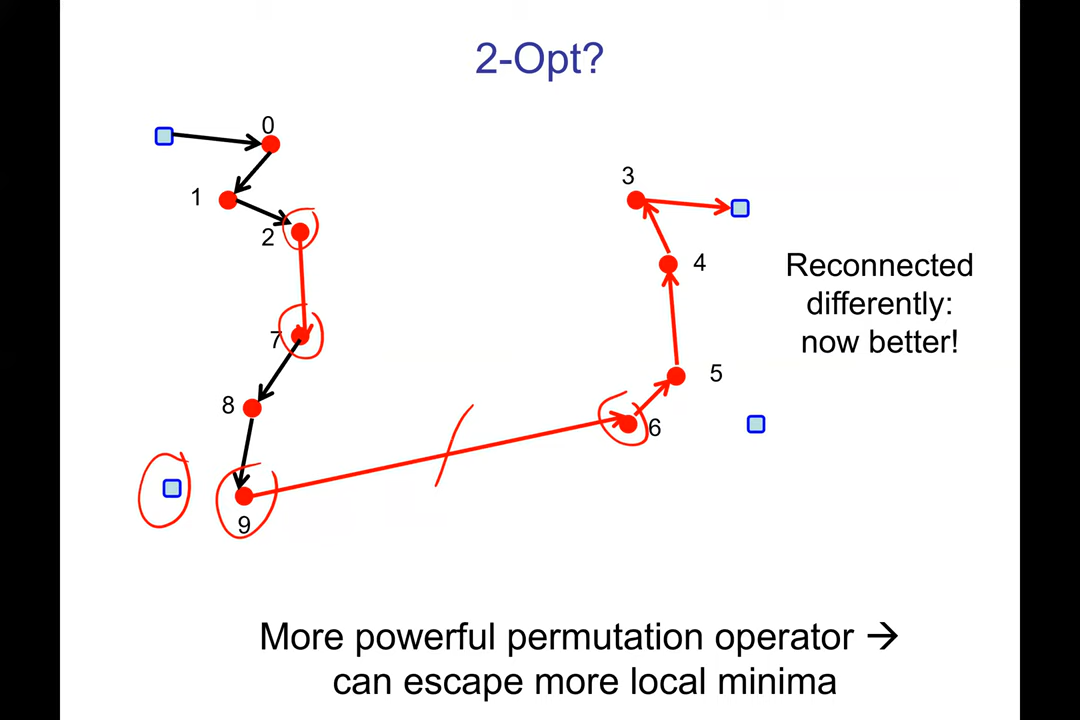 2-Opt?
0
1
2
3
4
Reconnected
differently:
now better!
7
5
8
6
9
More powerful permutation operator →
can escape more local minima